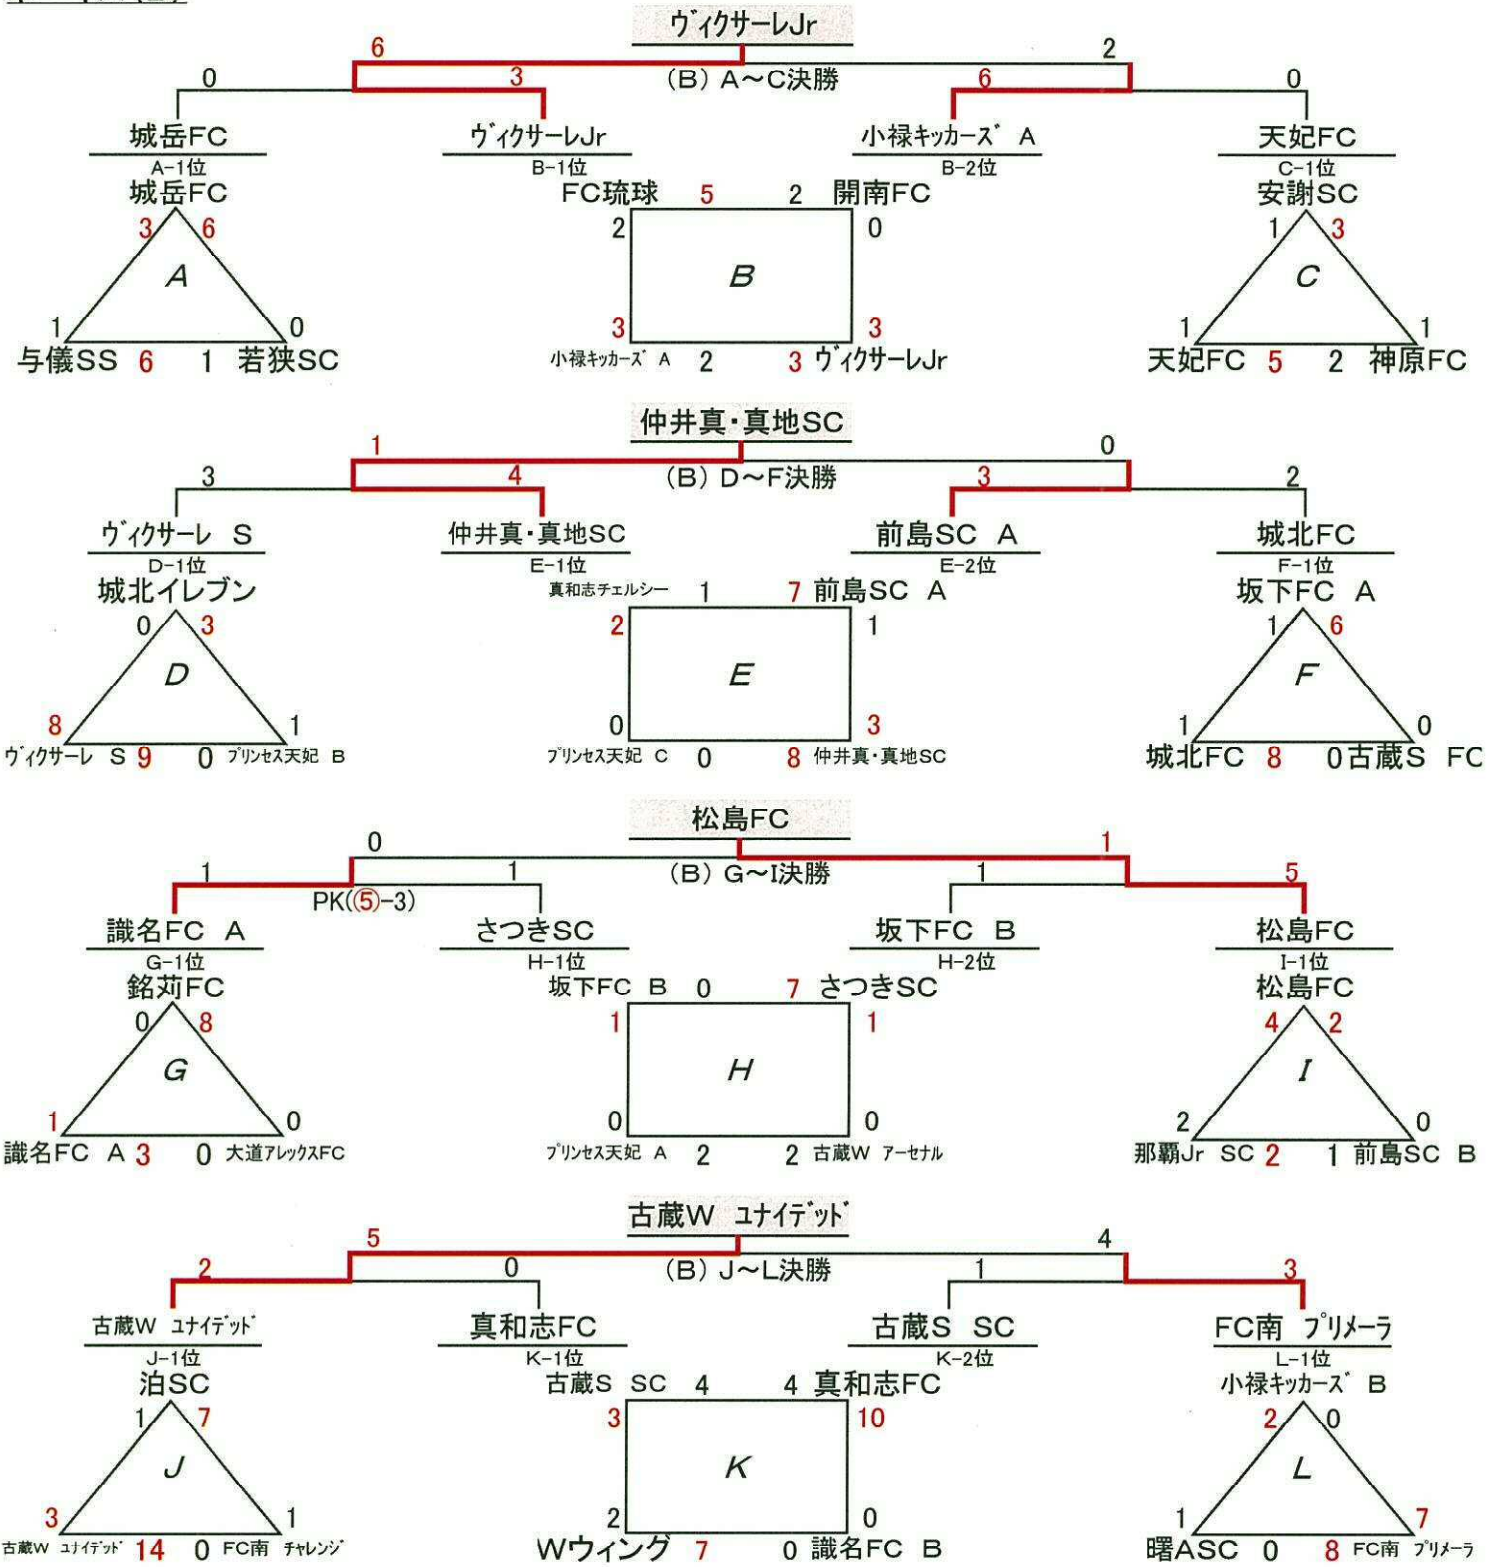 ヴィクサーレJr
6 2
0 3 (B) A～C決勝 6 0
城岳FC ヴィクサーレJr 小禄キッカーズ A 天妃FC
A-1位 B-1位 B-2位 C-1位
城岳FC FC琉球 5 2 開南FC 安謝SC
3 6 2 0 1 3
A B C
1 0 3 3 1 1
与儀SS 6 1 若狭SC 小禄キッカーズ A 2 3 ヴィクサーレJr 天妃FC 5 2 神原FC
仲井真・真地SC
1 0
3 4 (B) D～F決勝 3 2
ヴィクサーレ S 仲井真・真地SC 前島SC A 城北FC
D-1位 E-1位 E-2位 F-1位
城北イレブン 真和志チェルシー 1 7 前島SC A 坂下FC A
0 3 2 1 1 6
D E F
8 1 0 3 1 0
ヴィクサーレ S 9 0 プリンセス天妃 B プリンセス天妃 C 0 8 仲井真・真地SC 城北FC 8 0 古蔵S FC
松島FC
0 1
1 1 (B) G～I決勝 1 5
PK(⑤-3)
識名FC A さつきSC 坂下FC B 松島FC
G-1位 H-1位 H-2位 I-1位
銘苅FC 坂下FC B 0 7 さつきSC 松島FC
0 8 1 1 4 2
G H I
1 0 0 0 2 0
識名FC A 3 0 大道アレックスFC プリンセス天妃 A 2 2 古蔵W アーセナル 那覇Jr SC 2 1 前島SC B
古蔵W ユナイデッド
5 4
2 0 (B) J～L決勝 1 3
古蔵W ユナイデッド 真和志FC 古蔵S SC FC南 プリメーラ
J-1位 K-1位 K-2位 L-1位
泊SC 古蔵S SC 4 4 真和志FC 小禄キッカーズ B
1 7 3 10 2 0
J K L
3 1 2 0 1 7
古蔵W ユナイデッド 14 0 FC南 チャレンジ Wウィング 7 0 識名FC B 曙ASC 0 8 FC南 プリメーラ